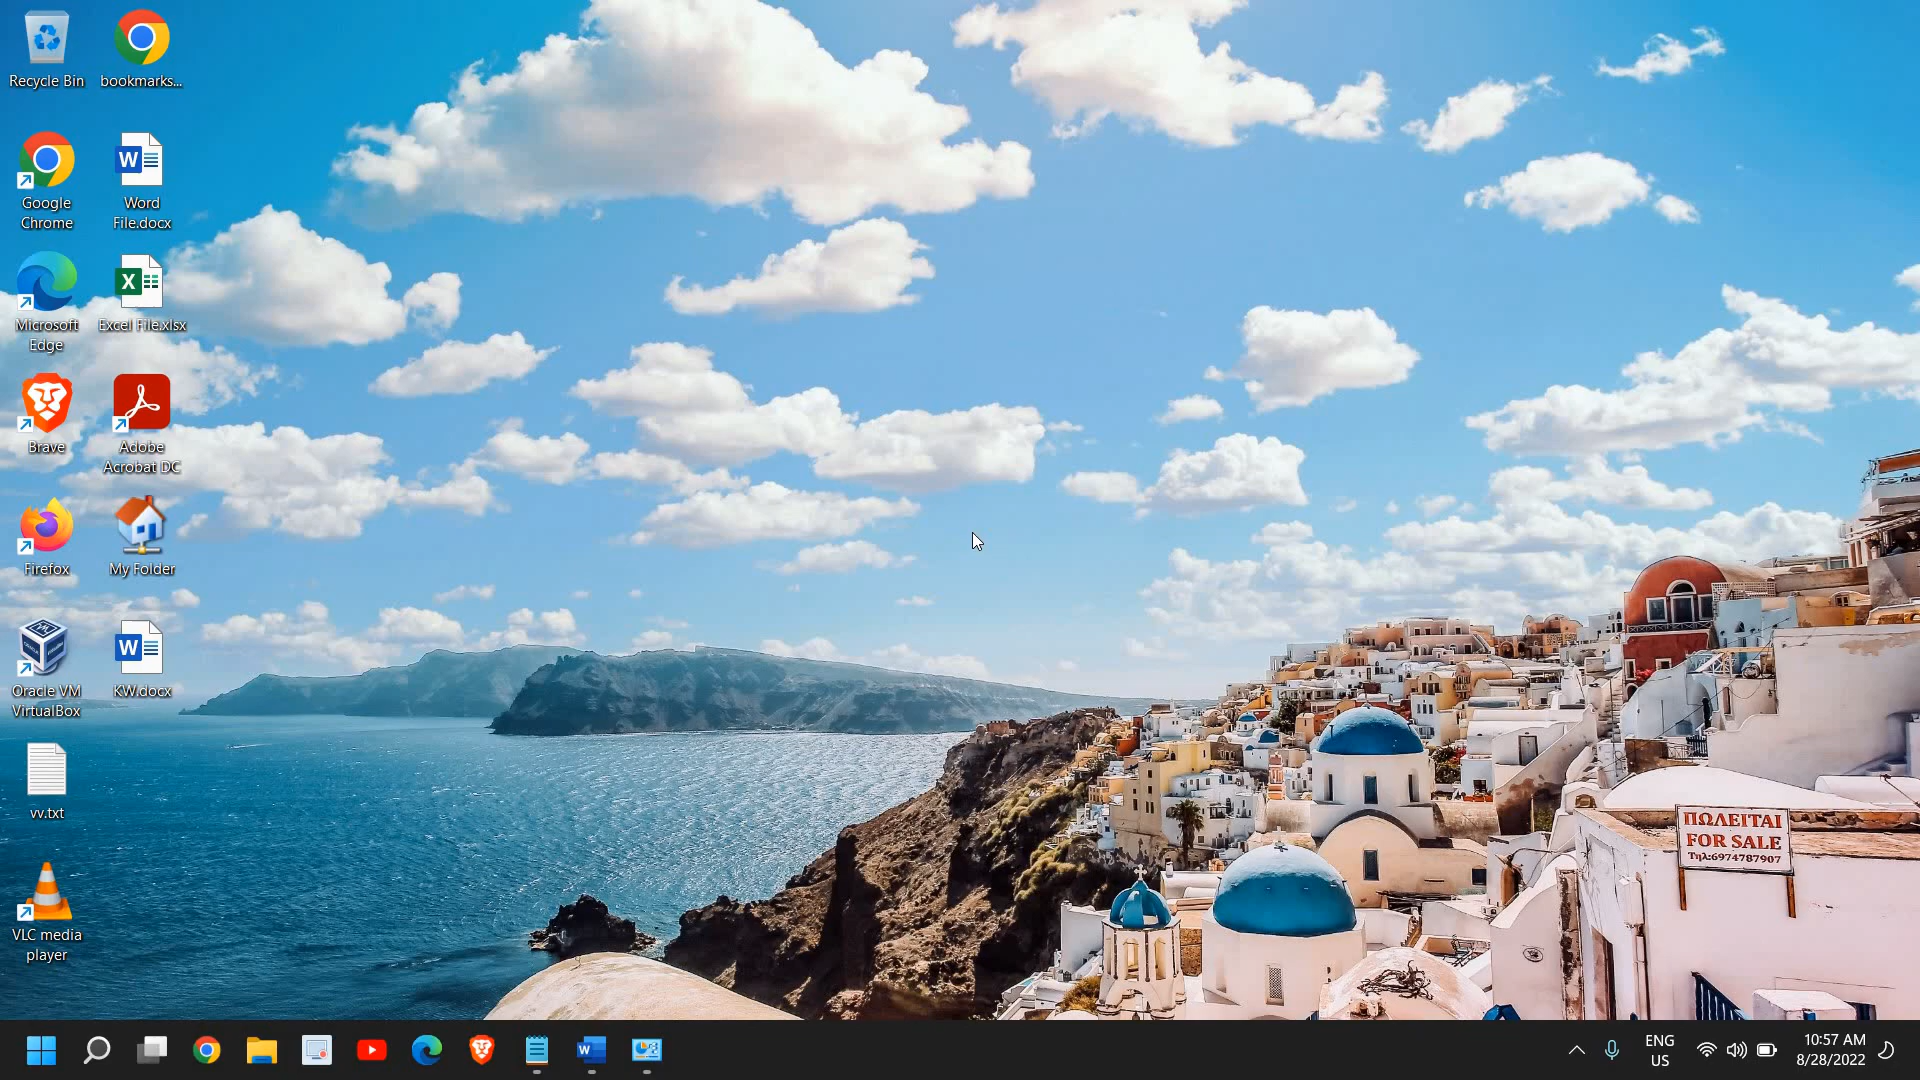 Recycle Bin
bookmarks...
Google
Chrome
Word
File.docx
Microsoft
Edge
Excel File.xlsx
Brave
Adobe
Acrobat DC
Firefox
My Folder
Oracle VM
VirtualBox
KW.docx
vv.txt
VLC media
player
ΠΩΛΕΙΤΑΙ
FOR SALE
Τηλ:6974787907
ENG
US
10:57 AM
8/28/2022